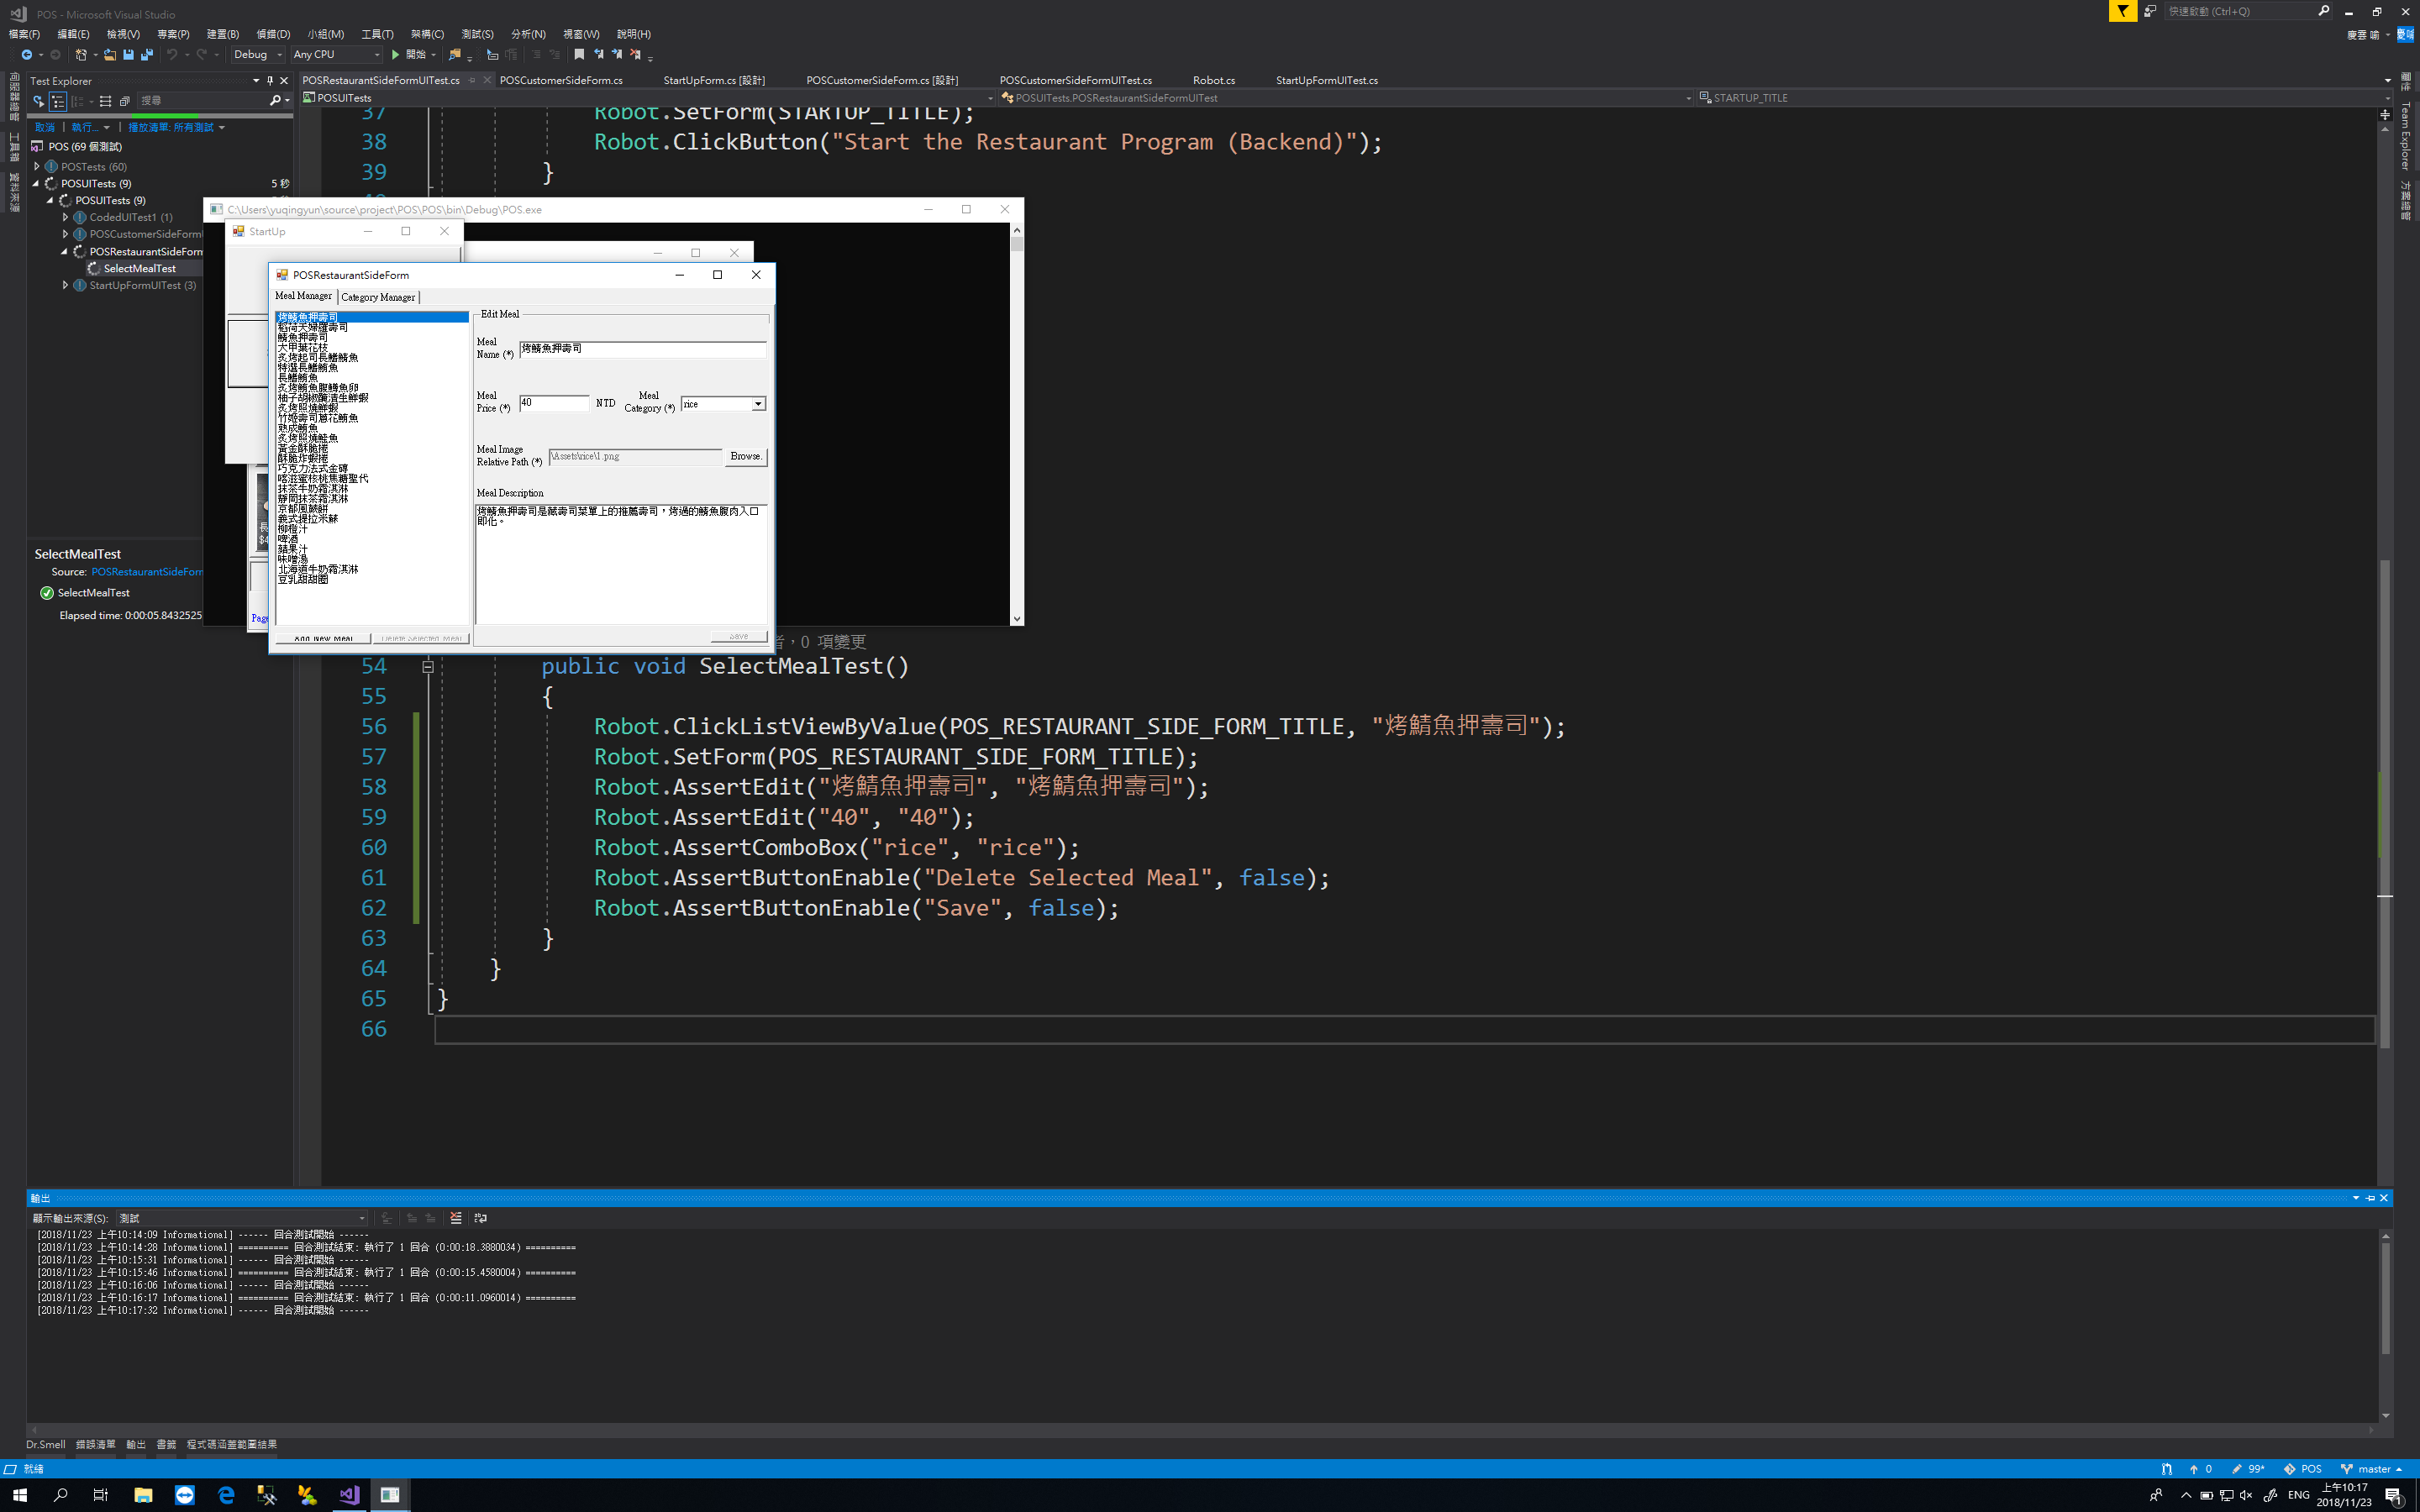 POS - Microsoft Visual Studio
快速啟動 (Ctrl+Q)
檔案(F) 編輯(E) 檢視(V) 專案(P) 建置(B) 偵錯(D) 小組(M) 工具(T) 架構(C) 測試(S) 分析(N) 視窗(W) 說明(H)
慶雲 喻
Debug Any CPU 開始
Test Explorer
POSRestaurantSideFormUITest.cs POSCustomerSideForm.cs StartUpForm.cs [設計] POSCustomerSideForm.cs [設計] POSCustomerSideFormUITest.cs Robot.cs StartUpFormUITest.cs
搜尋
POSUITests POSUITests.POSRestaurantSideFormUITest STARTUP_TITLE
取消 執行... 播放清單: 所有測試
POS (69 個測試)
POSTests (60)
POSUITests (9) 5 秒
POSUITests (9)
CodedUITest1 (1)
POSCustomerSideForm
POSRestaurantSideForm
SelectMealTest
StartUpFormUITest (3)
SelectMealTest
Source: POSRestaurantSideForm
SelectMealTest
Elapsed time: 0:00:05.8432525
Team Explorer
37 Robot.SetForm(STARTUP_TITLE);
38 Robot.ClickButton("Start the Restaurant Program (Backend)");
39 }
C:\Users\yuqingyun\source\project\POS\POS\bin\Debug\POS.exe
StartUp
POSRestaurantSideForm
Meal Manager Category Manager
烤鯖魚押壽司
稻荷天婦羅壽司
鯖魚押壽司
大甲葉花枝
炙烤起司長鰭鮪魚
特選長鰭鮪魚
長鰭鮪魚
炙烤鮪魚腹鱈魚卵
柚子胡椒醃漬生鮮蝦
炙烤照燒鮮蝦
竹姬壽司蔥花鮪魚
熟成鮪魚
炙烤照燒鮭魚
黃金酥脆捲
酥脆炸蝦捲
巧克力法式金磚
喀滋蜜核桃焦糖聖代
抹茶牛奶霜淇淋
靜岡抹茶霜淇淋
京都風蕨餅
義式提拉米蘇
柳橙汁
啤酒
蘋果汁
味噌湯
北海道牛奶霜淇淋
豆乳甜甜圈
Add New Meal Delete Selected Meal
Edit Meal
Meal Name (*) 烤鯖魚押壽司
Meal Price (*) 40 NTD Meal Category (*) rice
Meal Image Relative Path (*) \Assets\rice\1.png Browse.
Meal Description
烤鯖魚押壽司是藏壽司菜單上的推薦壽司，烤過的鯖魚腹肉入口
即化。
Save
Page
，0 項變更
54 public void SelectMealTest()
55 {
56 Robot.ClickListViewByValue(POS_RESTAURANT_SIDE_FORM_TITLE, "烤鯖魚押壽司");
57 Robot.SetForm(POS_RESTAURANT_SIDE_FORM_TITLE);
58 Robot.AssertEdit("烤鯖魚押壽司", "烤鯖魚押壽司");
59 Robot.AssertEdit("40", "40");
60 Robot.AssertComboBox("rice", "rice");
61 Robot.AssertButtonEnable("Delete Selected Meal", false);
62 Robot.AssertButtonEnable("Save", false);
63 }
64 }
65 }
66
輸出
顯示輸出來源(S): 測試
[2018/11/23 上午10:14:09 Informational] ------ 回合測試開始 ------
[2018/11/23 上午10:14:28 Informational] ========== 回合測試結束: 執行了 1 回合 (0:00:18.3880034) ==========
[2018/11/23 上午10:15:31 Informational] ------ 回合測試開始 ------
[2018/11/23 上午10:15:46 Informational] ========== 回合測試結束: 執行了 1 回合 (0:00:15.4580004) ==========
[2018/11/23 上午10:16:06 Informational] ------ 回合測試開始 ------
[2018/11/23 上午10:16:17 Informational] ========== 回合測試結束: 執行了 1 回合 (0:00:11.0960014) ==========
[2018/11/23 上午10:17:32 Informational] ------ 回合測試開始 ------
Dr.Smell 錯誤清單 輸出 書籤 程式碼涵蓋範圍結果
就緒 0 99* POS master
ENG 上午10:17
2018/11/23